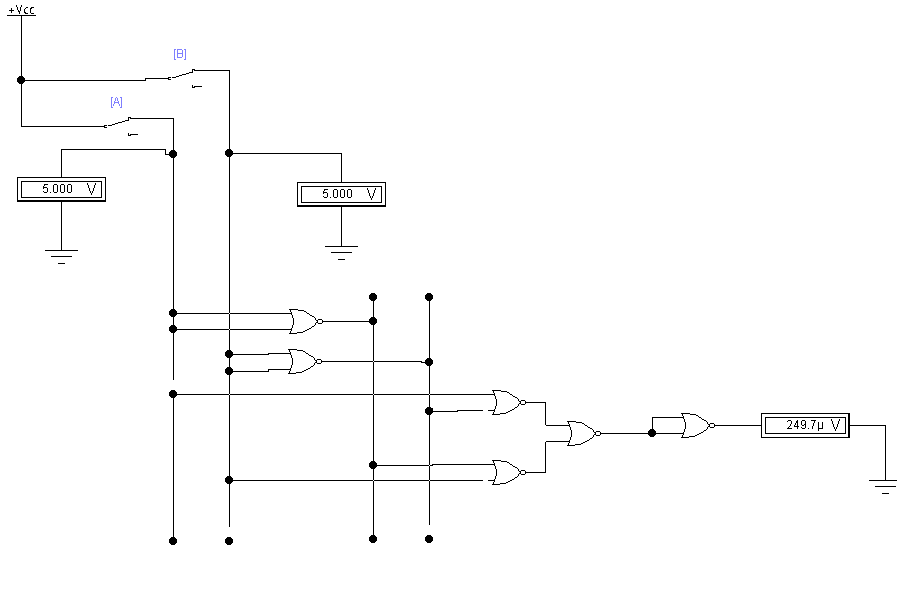 +Vcc
[B]
[A]
5.000 V
5.000 V
249.7µ V